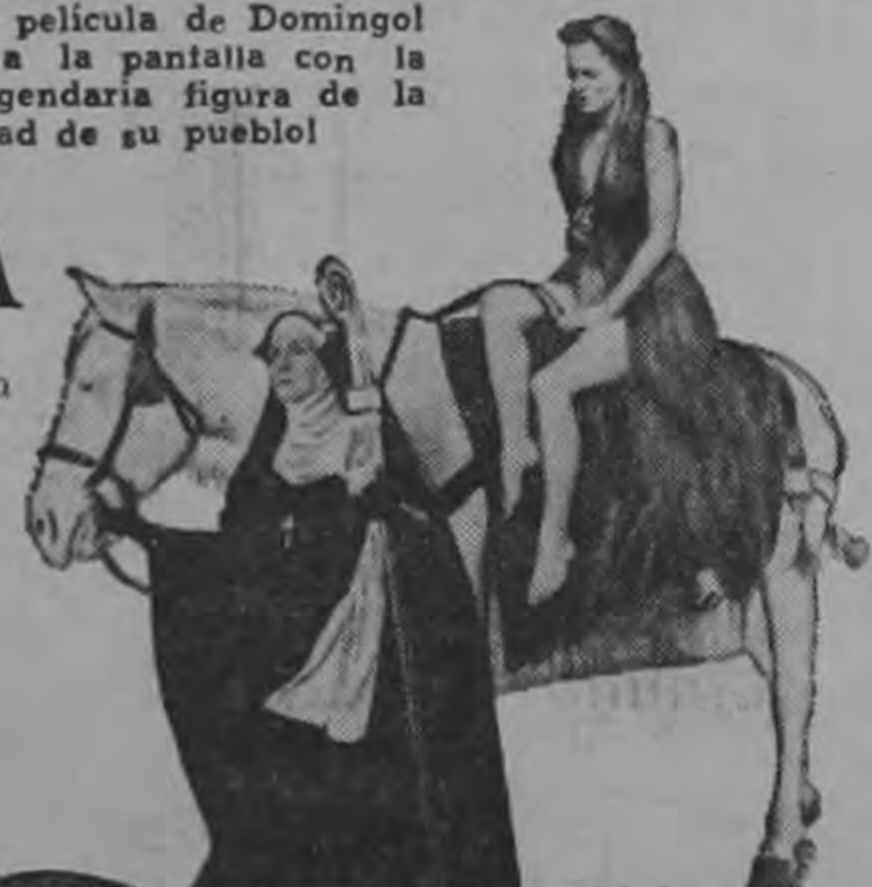 película de Domingo!
a la pantalla con la
gendaria figura de la
ad de su pueblo!
A
a